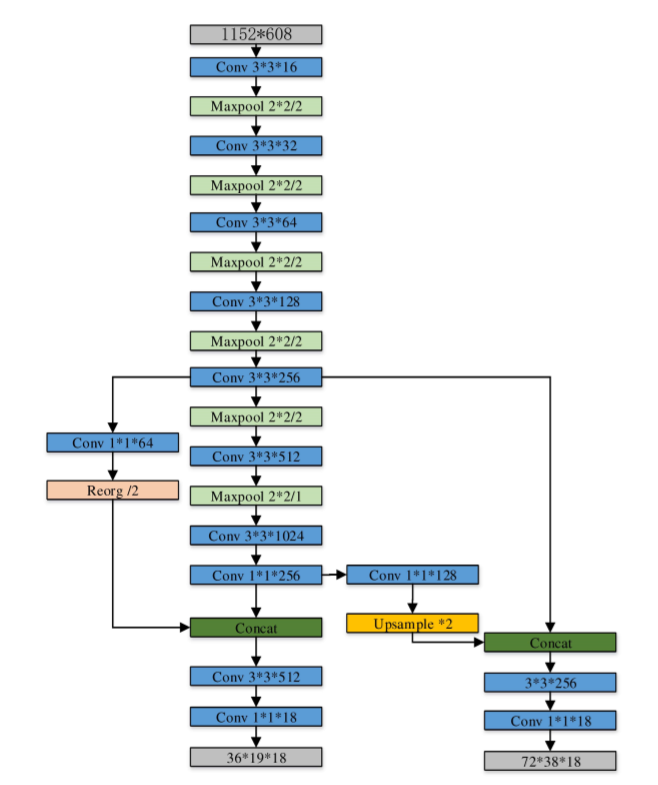 1152*608
Conv 3*3*16
Maxpool 2*2/2
Conv 3*3*32
Maxpool 2*2/2
Conv 3*3*64
Maxpool 2*2/2
Conv 3*3*128
Maxpool 2*2/2
Conv 3*3*256
Maxpool 2*2/2
Conv 1*1*64
Conv 3*3*512
Reorg /2
Maxpool 2*2/1
Conv 3*3*1024
Conv 1*1*256
Conv 1*1*128
Upsample *2
Concat
Concat
Conv 3*3*512
3*3*256
Conv 1*1*18
Conv 1*1*18
36*19*18
72*38*18